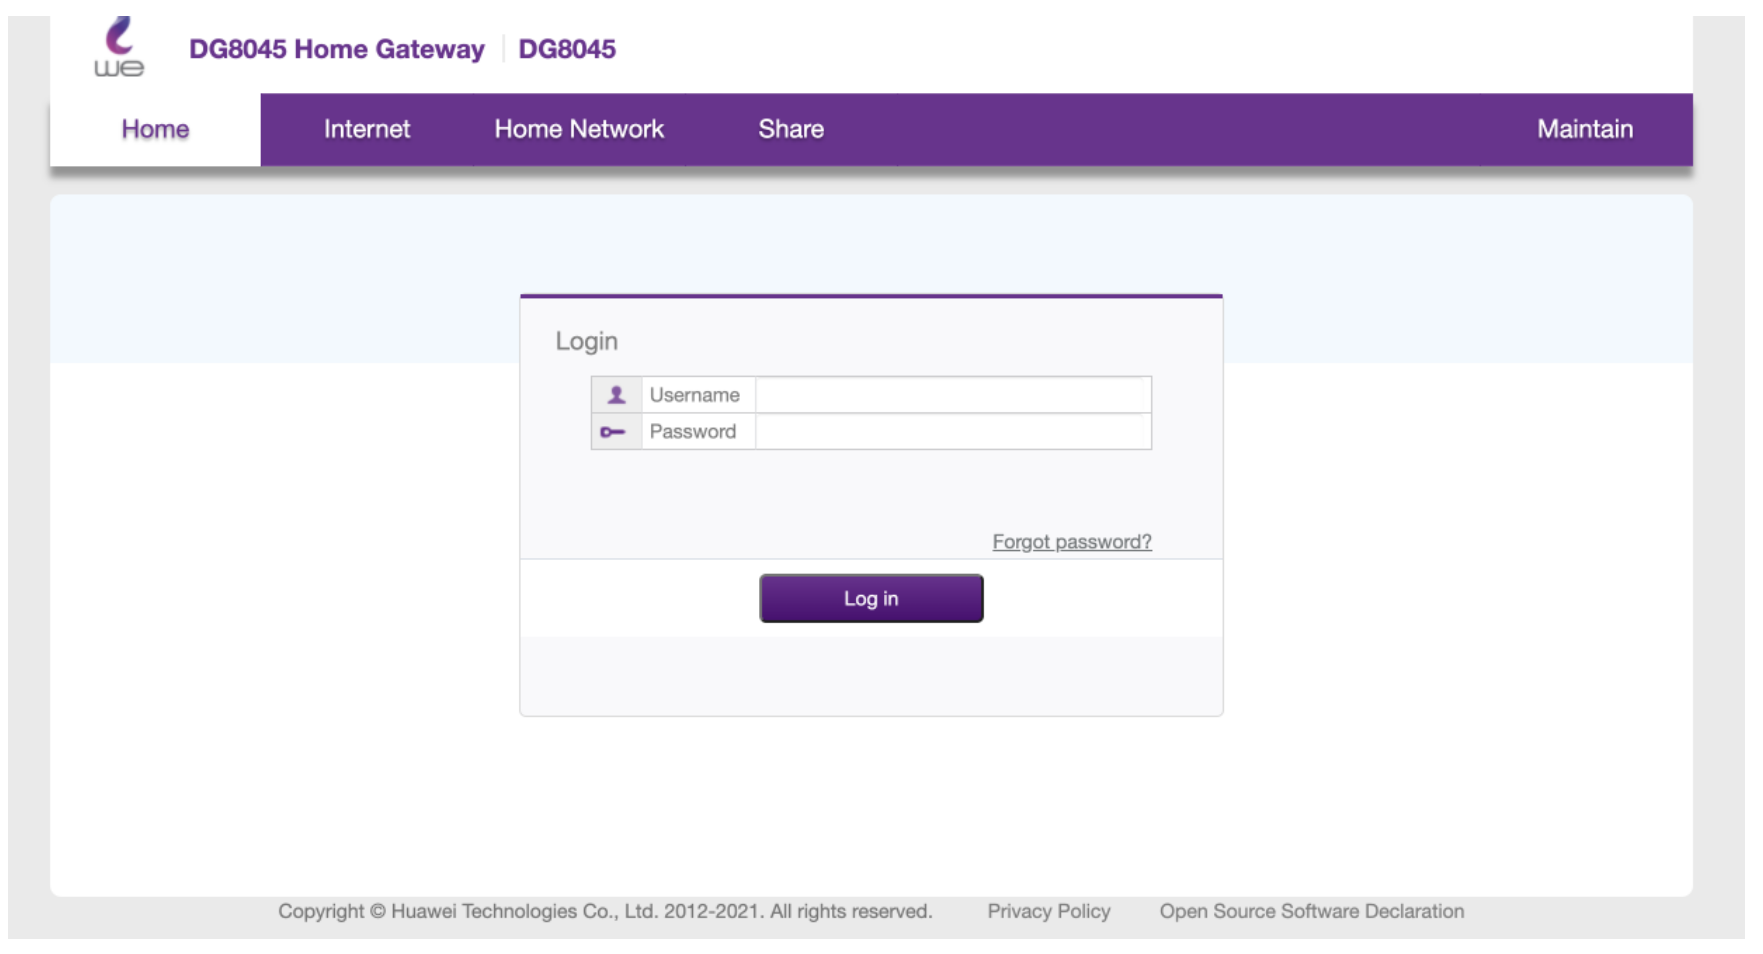 we
DG8045 Home Gateway DG8045
Home Internet Home Network Share Maintain
Login
Username
Password
Forgot password?
Log in
Copyright © Huawei Technologies Co., Ltd. 2012-2021. All rights reserved. Privacy Policy Open Source Software Declaration